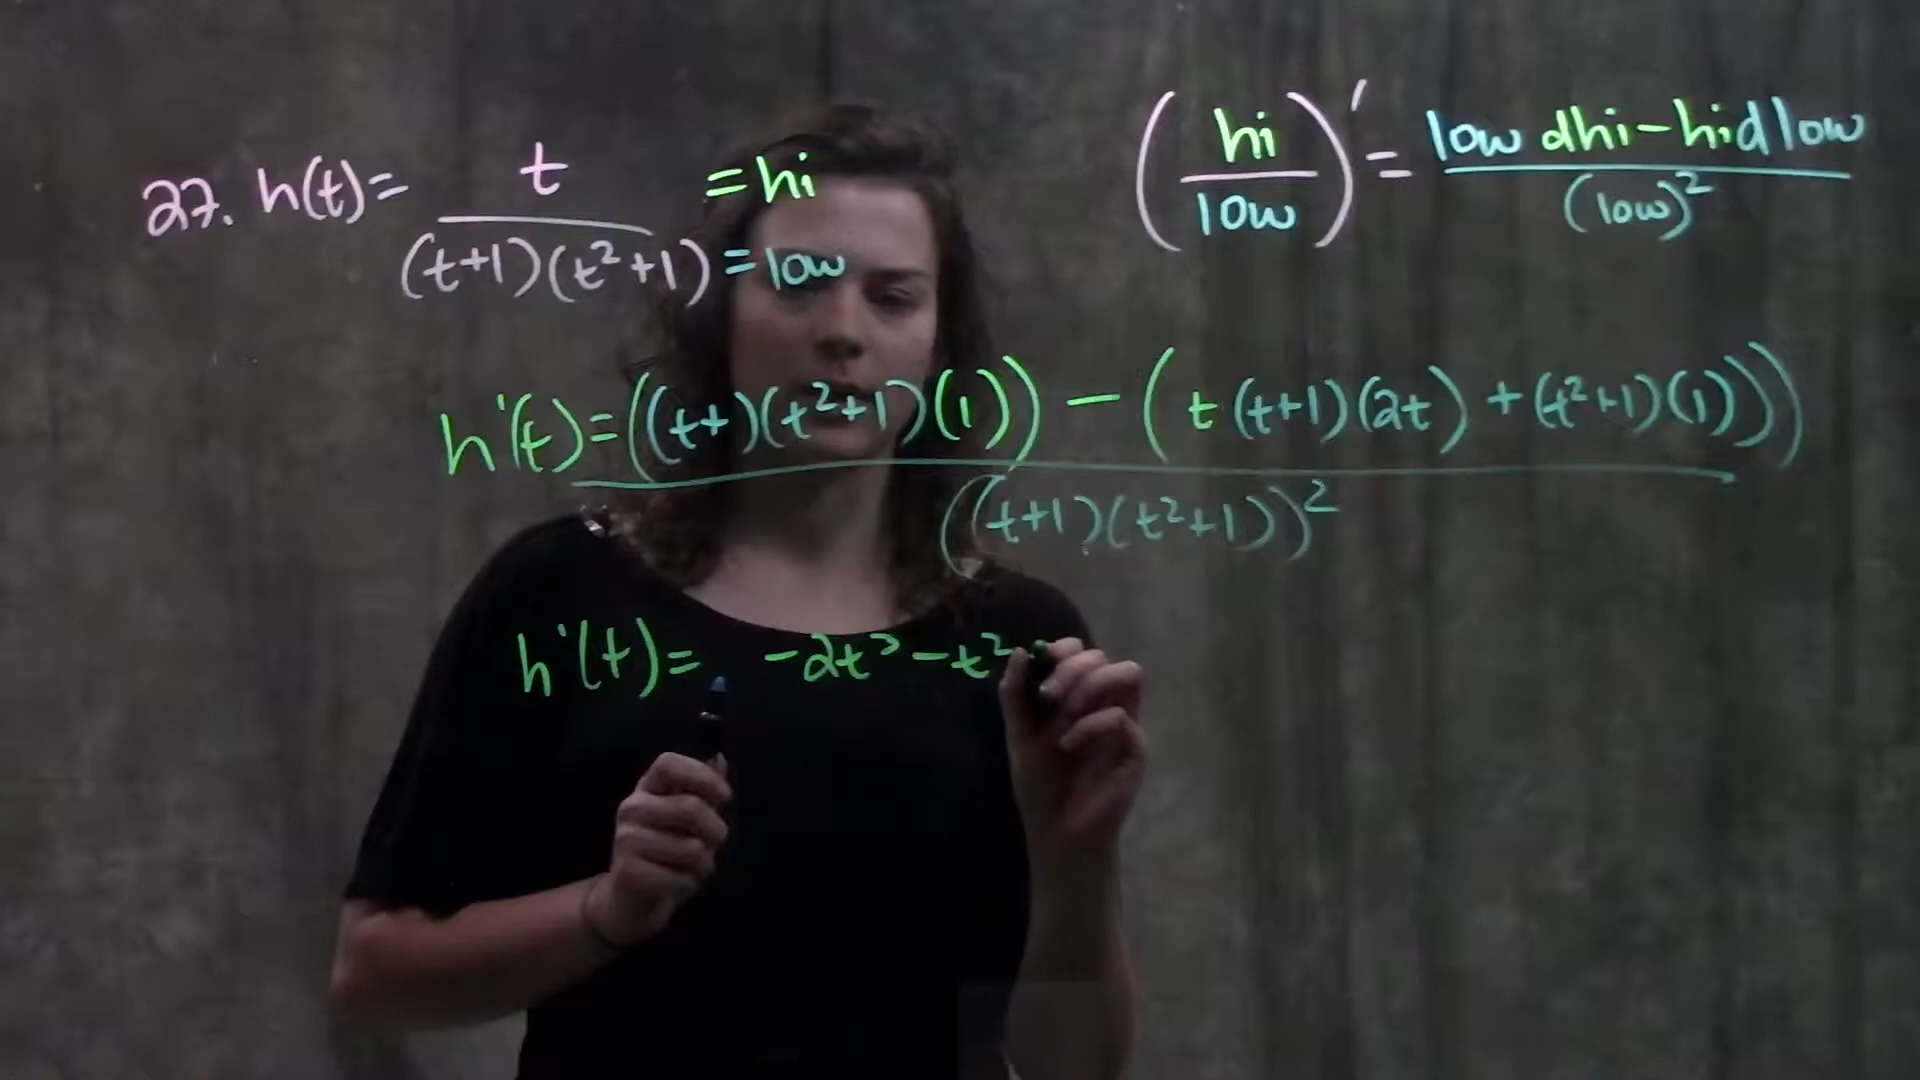 27. h(t) = t = hi
(t+1)(t²+1) = low
(hi/low)' = low dhi - hi d low
(low)²
h'(t) = ((t+)(t²+1)(1)) - (t(t+1)(2t) + (t²+1)(1)))
((t+1)(t²+1))²
h'(t) = -2t³ - t²